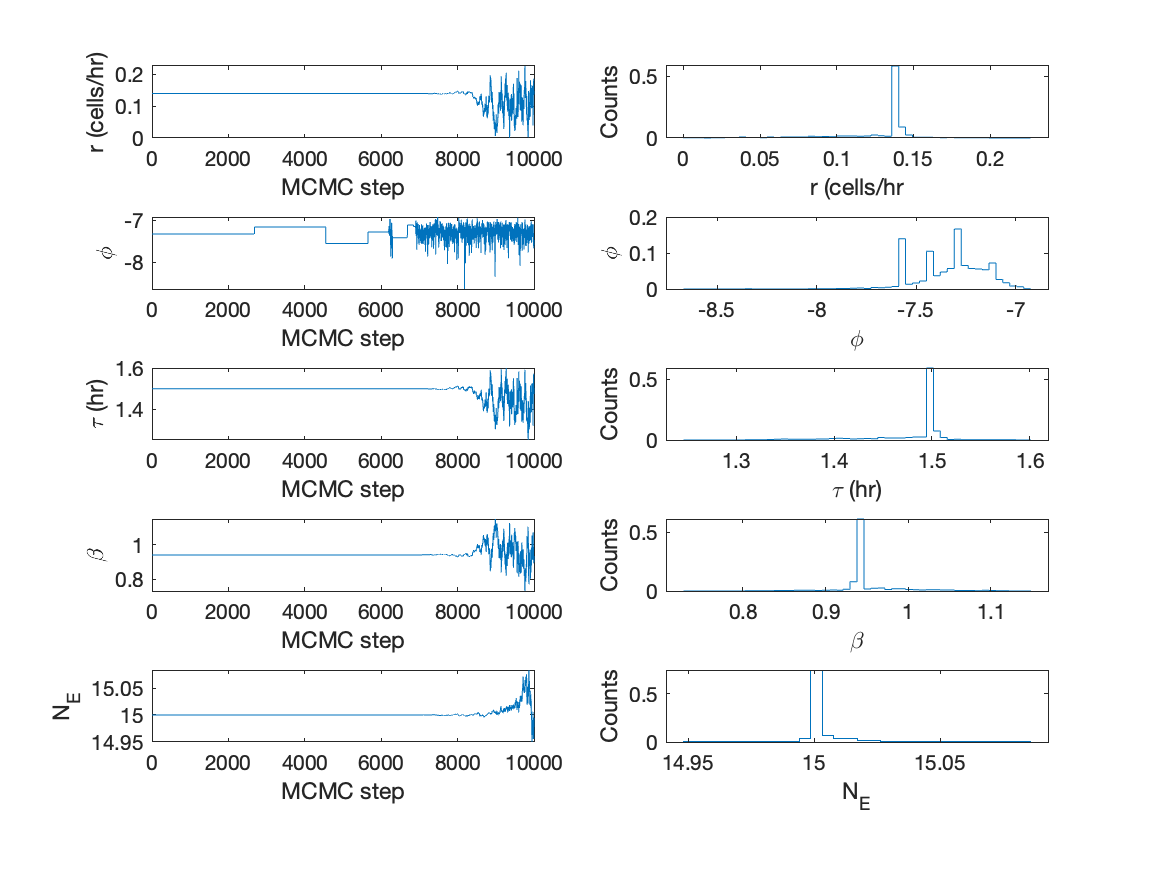 r (cells/hr)
0.2
0.1
0
0 2000 4000 6000 8000 10000
MCMC step
Counts
0.5
0
0 0.05 0.1 0.15 0.2
r (cells/hr
ϕ
-7
-8
0 2000 4000 6000 8000 10000
MCMC step
ϕ
0.2
0.1
0
-8.5 -8 -7.5 -7
ϕ
τ (hr)
1.6
1.4
0 2000 4000 6000 8000 10000
MCMC step
Counts
0.5
0
1.3 1.4 1.5 1.6
τ (hr)
β
1
0.8
0 2000 4000 6000 8000 10000
MCMC step
Counts
0.5
0
0.8 0.9 1 1.1
β
N_E
15.05
15
14.95
0 2000 4000 6000 8000 10000
MCMC step
Counts
0.5
0
14.95 15 15.05
N_E